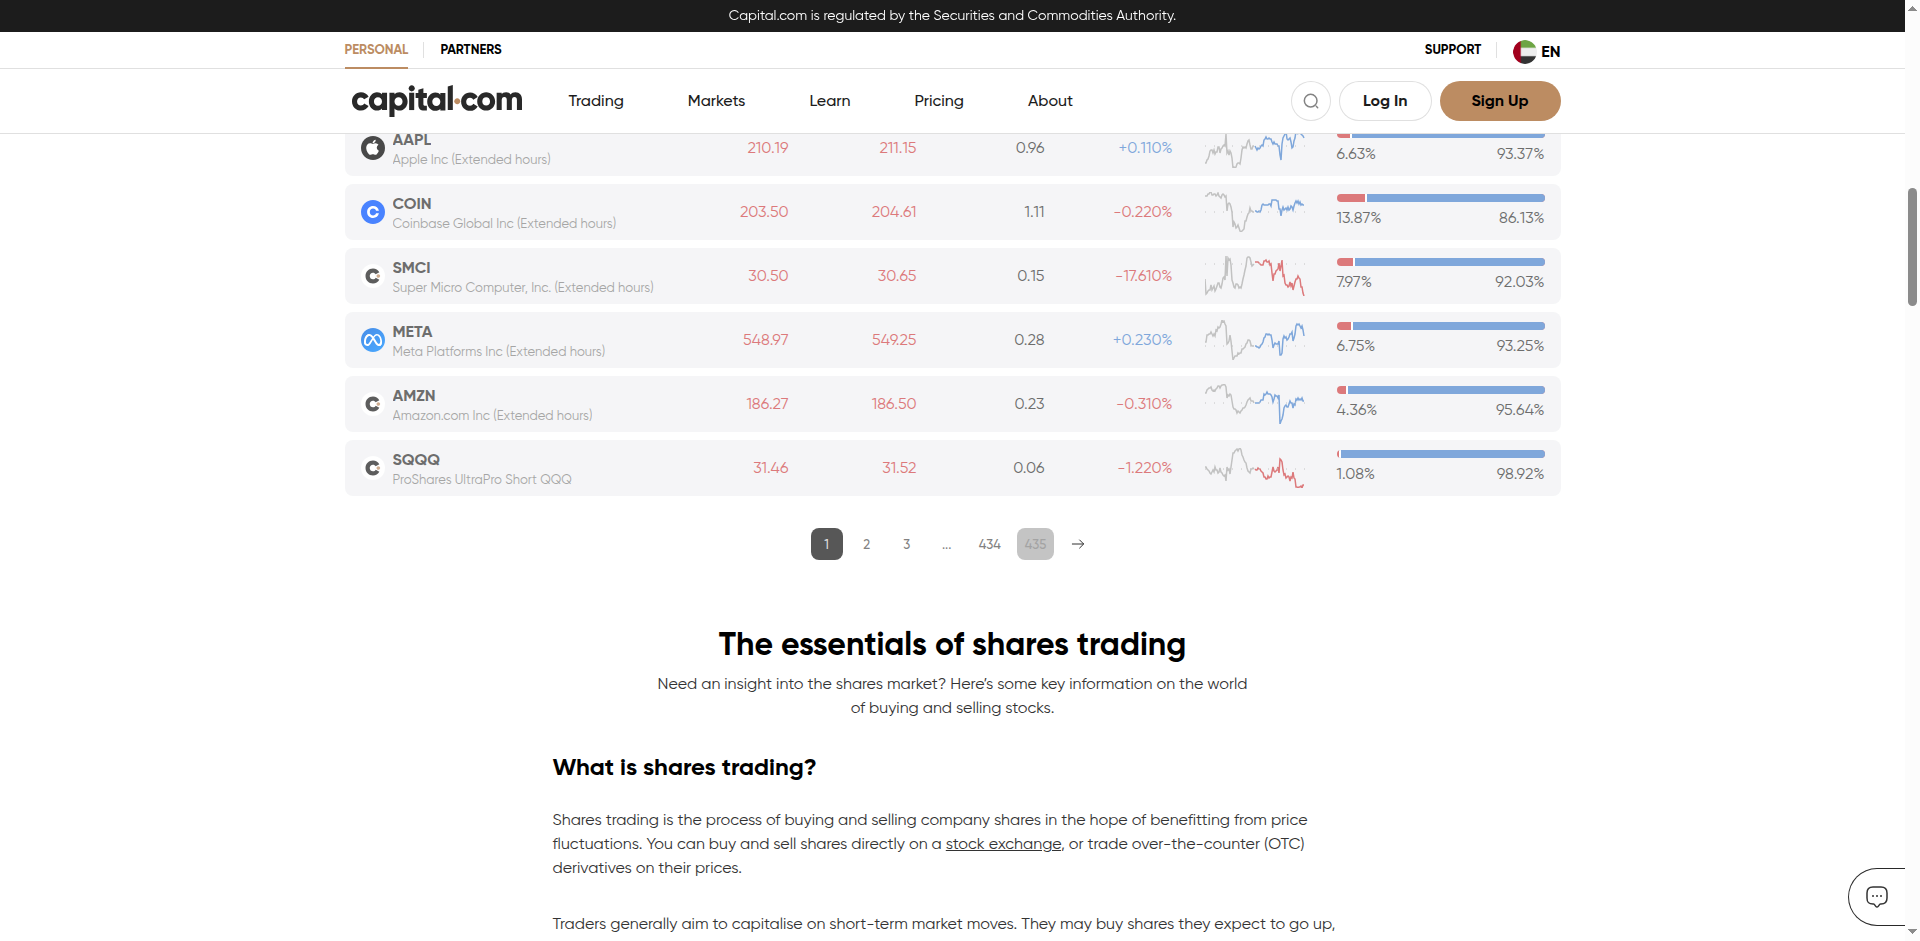 Capital.com is regulated by the Securities and Commodities Authority.
PERSONAL PARTNERS SUPPORT EN
capital.com Trading Markets Learn Pricing About Log In Sign Up
AAPL
Apple Inc (Extended hours)
210.19 211.15 0.96 +0.110% 6.63% 93.37%
COIN
Coinbase Global Inc (Extended hours)
203.50 204.61 1.11 -0.220% 13.87% 86.13%
SMCI
Super Micro Computer, Inc. (Extended hours)
30.50 30.65 0.15 -17.610% 7.97% 92.03%
META
Meta Platforms Inc (Extended hours)
548.97 549.25 0.28 +0.230% 6.75% 93.25%
AMZN
Amazon.com Inc (Extended hours)
186.27 186.50 0.23 -0.310% 4.36% 95.64%
SQQQ
ProShares UltraPro Short QQQ
31.46 31.52 0.06 -1.220% 1.08% 98.92%
1 2 3 ... 434 435
The essentials of shares trading
Need an insight into the shares market? Here's some key information on the world
of buying and selling stocks.
What is shares trading?
Shares trading is the process of buying and selling company shares in the hope of benefitting from price
fluctuations. You can buy and sell shares directly on a stock exchange, or trade over-the-counter (OTC)
derivatives on their prices.
Traders generally aim to capitalise on short-term market moves. They may buy shares they expect to go up,